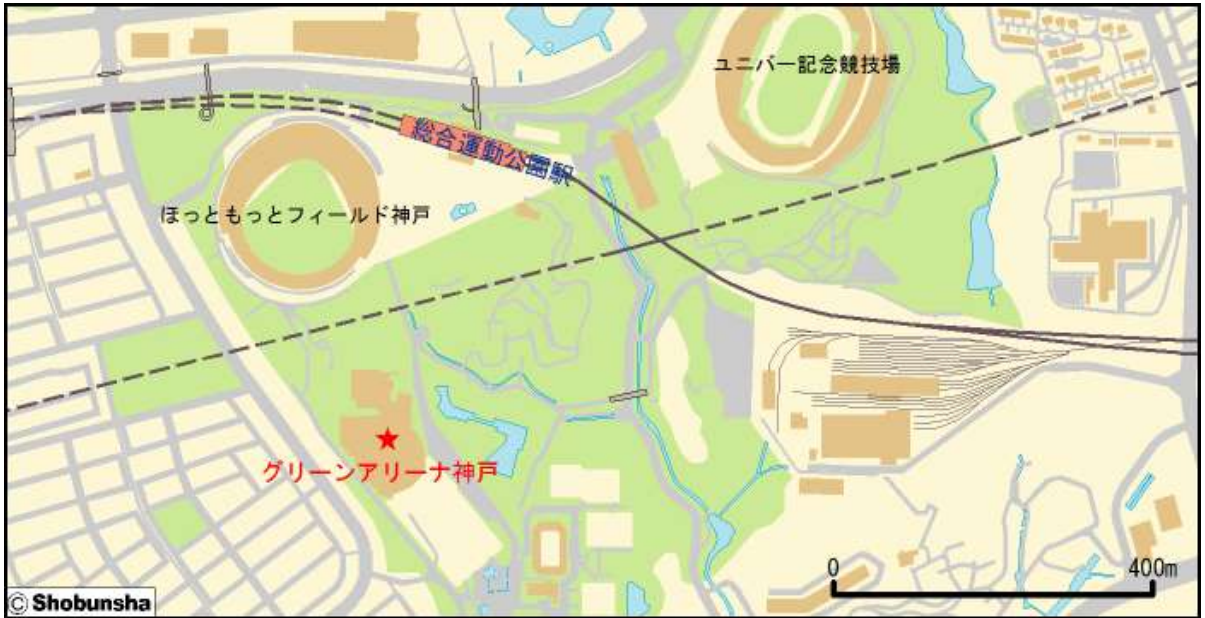 ユニバー記念競技場
総合運動公園駅
ほっともっとフィールド神戸
グリーンアリーナ神戸
0 400m
© Shobunsha